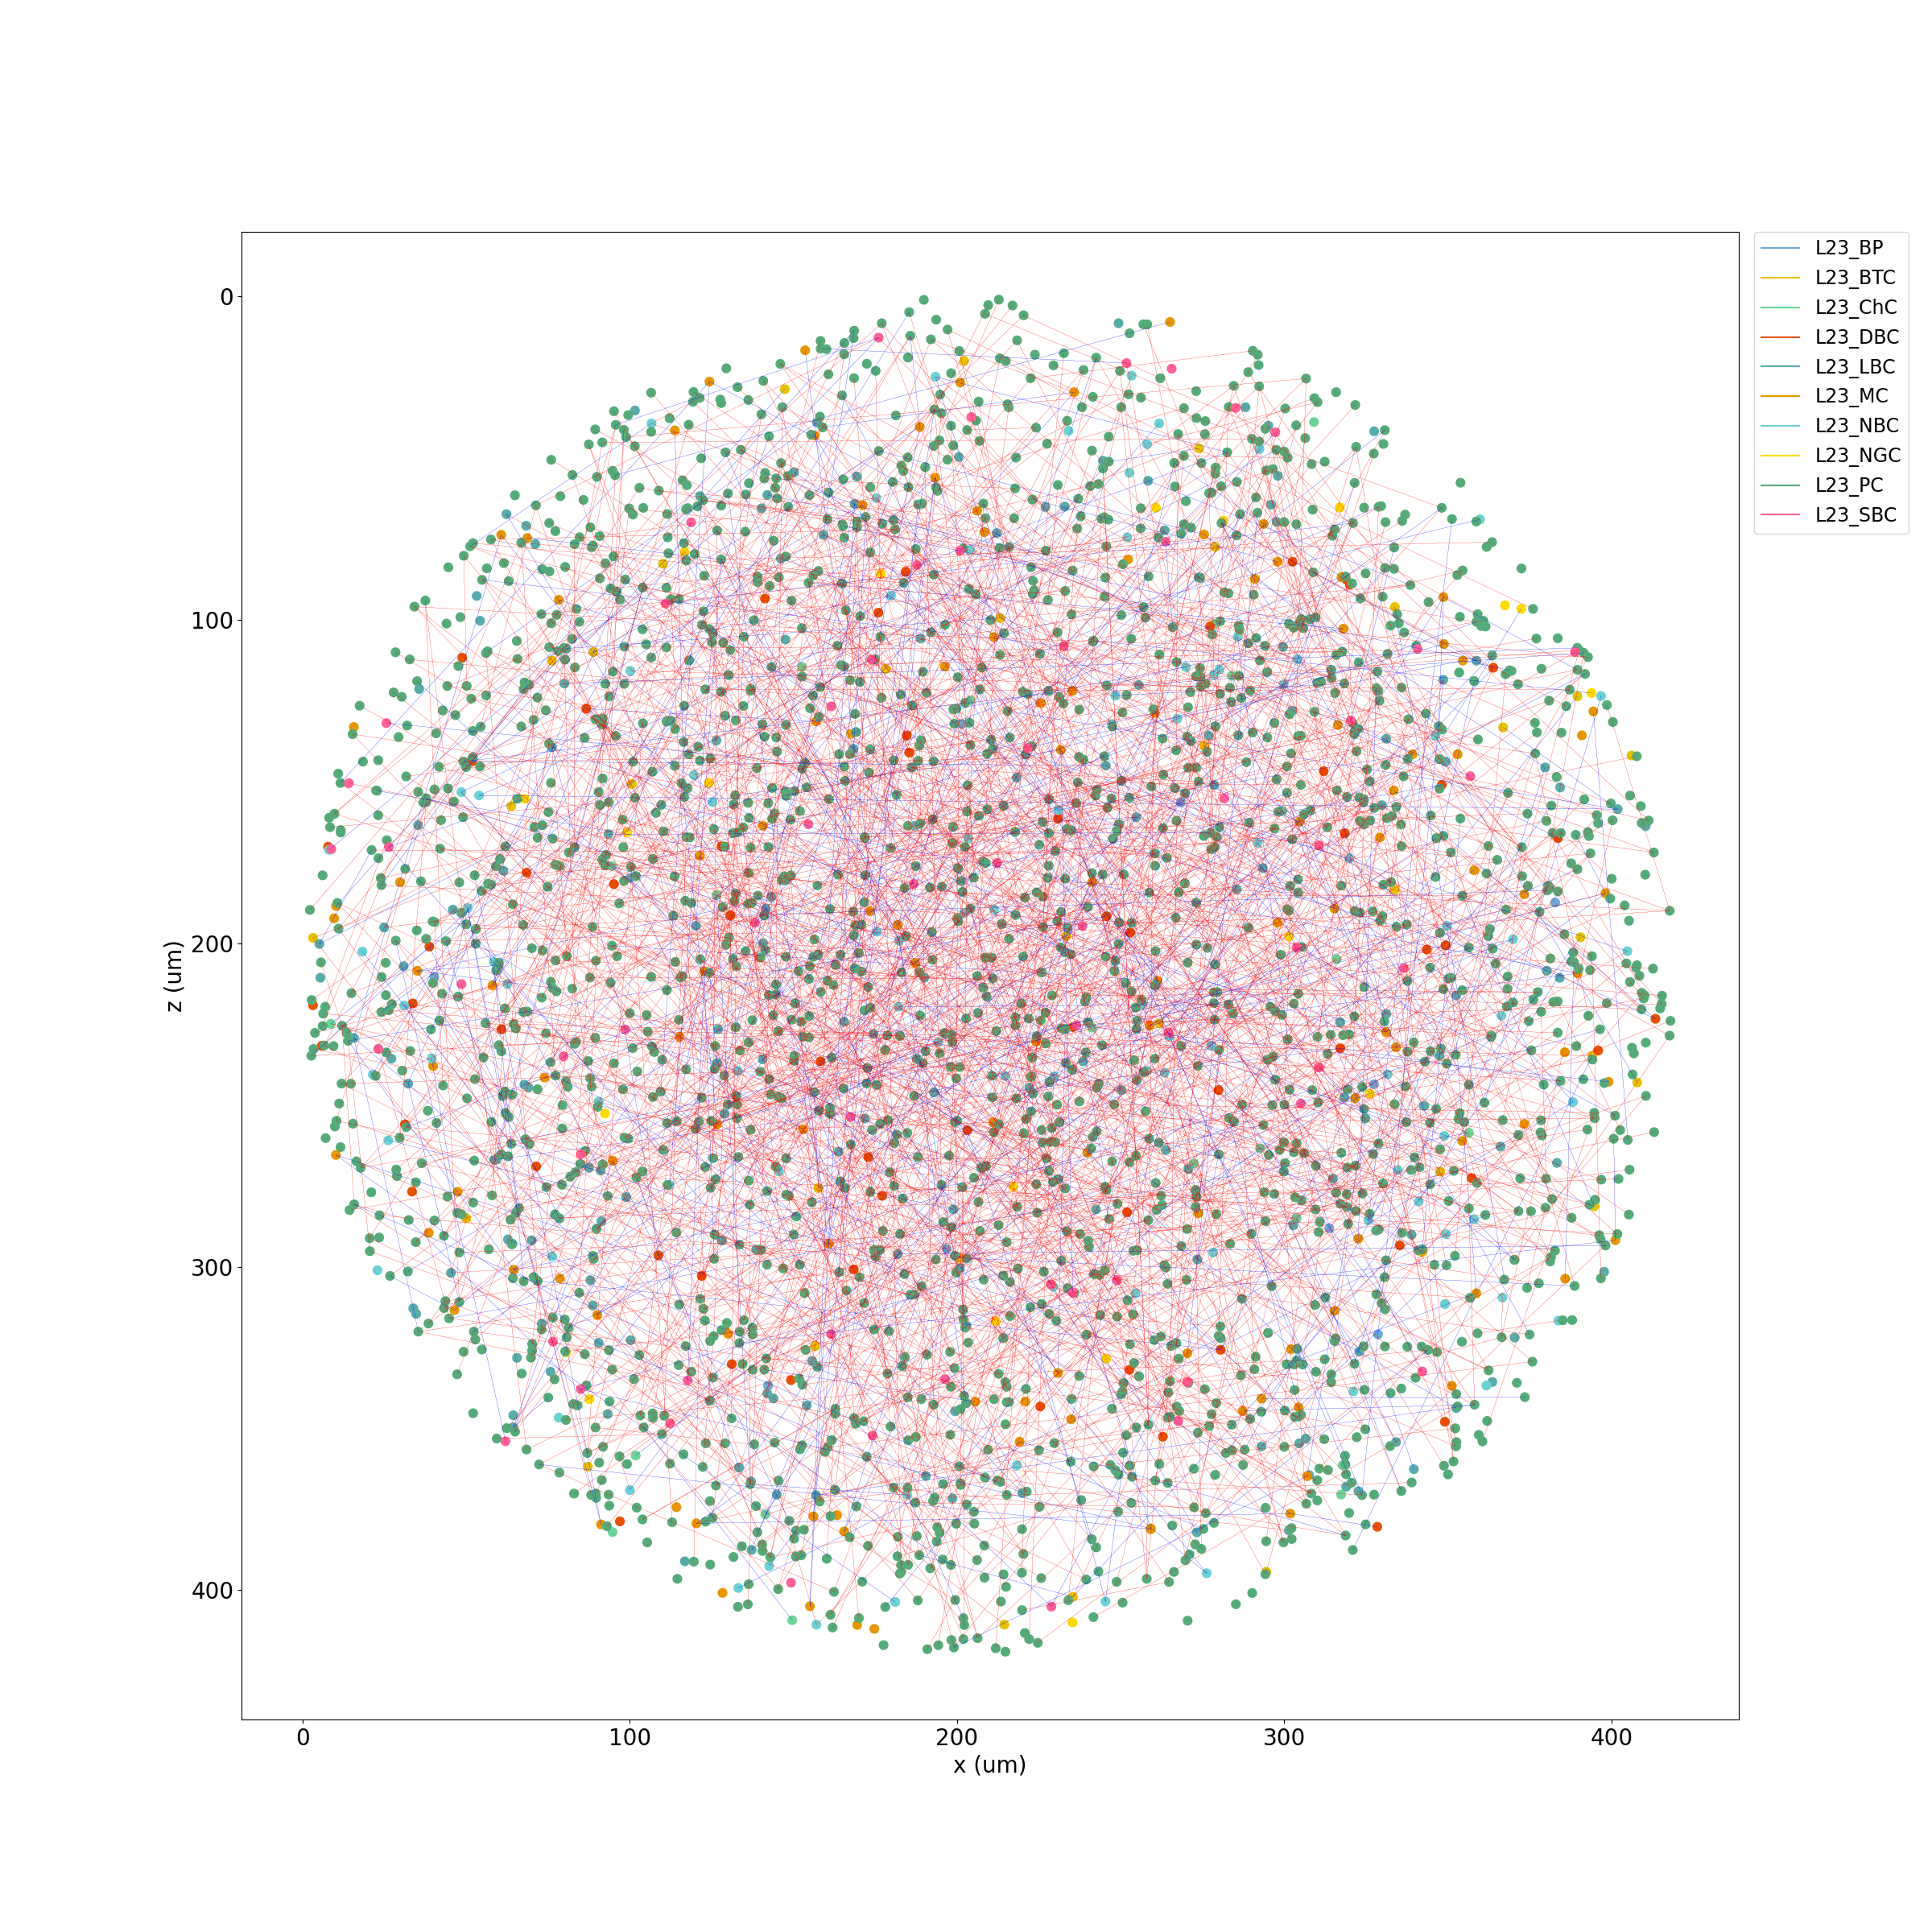 0
100
200
300
400
z (um)
0
100
200
300
400
x (um)
L23_BP
L23_BTC
L23_ChC
L23_DBC
L23_LBC
L23_MC
L23_NBC
L23_NGC
L23_PC
L23_SBC